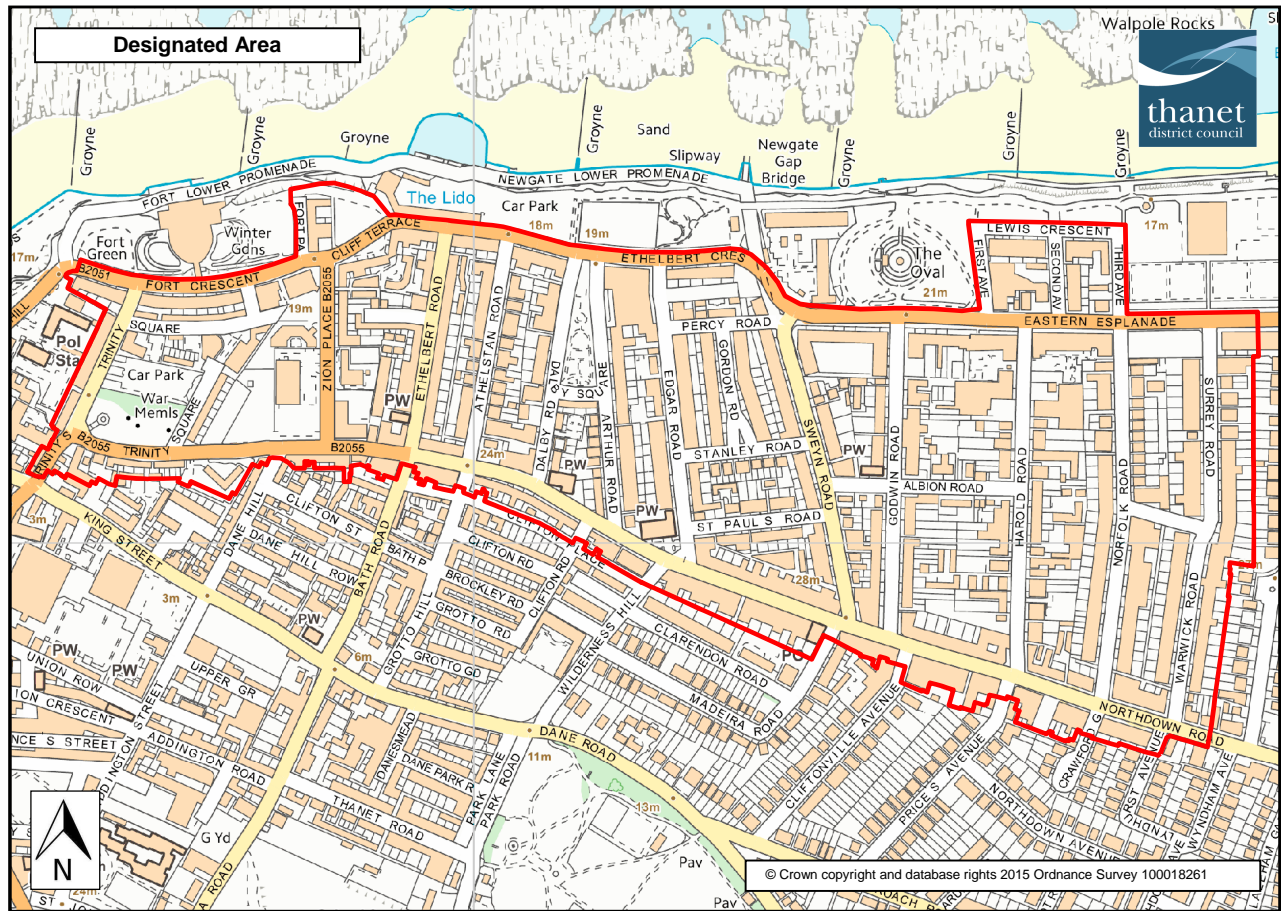 Designated Area
Walpole Rocks
thanet
district council
Groyne
Groyne
Groyne
Groyne
Sand
Slipway
Newgate
Gap
Bridge
Groyne
Groyne
Groyne
FORT LOWER PROMENADE
NEWGATE LOWER PROMENADE
The Lido
Car Park
18m
19m
17m
17m
Fort
Green
Winter
Gdns
FORT PA
CLIFF TERRACE
ETHELBERT CRES
The
Oval
21m
LEWIS CRESCENT
FIRST AVE
SECOND AV
THIRD AVE
EASTERN ESPLANADE
HILL
B2051
FORT CRESCENT
19m
SQUARE
TRINITY
Pol
Sta
Car Park
War
Memls
SQUARE
ZION PLACE B2055
ETHELBERT ROAD
ATHELSTAN ROAD
PW
DALBY RD
DALBY SQUARE
ARTHUR ROAD
EDGAR ROAD
PERCY ROAD
GORDON RD
STANLEY ROAD
ST PAUL S ROAD
SWEYN ROAD
PW
PW
PW
GODWIN ROAD
ALBION ROAD
HAROLD ROAD
NORFOLK ROAD
SURREY ROAD
WARWICK ROAD
B2055 TRINITY
B2055
24m
28m
3m
KING STREET
3m
DANE HILL
CLIFTON ST
DANE HILL ROW
BATH ROAD
BATH P
GROTTO HILL
CLIFTON RD
BROCKLEY RD
GROTTO RD
GROTTO GD
CLIFTON RD
WILDERNESS HILL
CLARENDON ROAD
MADEIRA ROAD
PO
CLIFTONVILLE AVENUE
PRICE S AVENUE
NORTHDOWN ROAD
CRAWFORD G
NORTHDOWN AVENUE
WYNDHAM AVE
PW
PW
PW
6m
UNION ROW
UPPER GR
ADDINGTON ROAD
DANESMEAD
DANE PARK R
PARK LANE
PARK ROAD
DANE ROAD
11m
13m
THANET ROAD
G Yd
Pav
Pav
24m
N
© Crown copyright and database rights 2015 Ordnance Survey 100018261